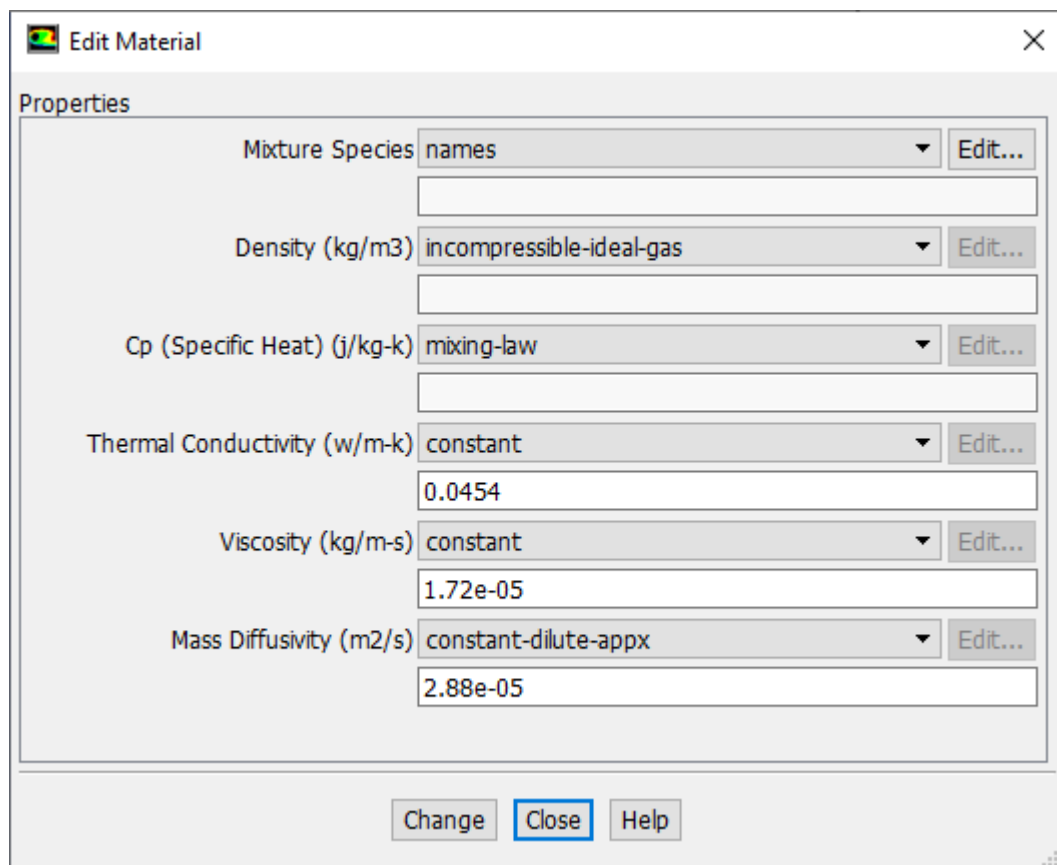 Edit Material
Properties
Mixture Species names Edit...
Density (kg/m3) incompressible-ideal-gas Edit...
Cp (Specific Heat) (j/kg-k) mixing-law Edit...
Thermal Conductivity (w/m-k) constant Edit...
0.0454
Viscosity (kg/m-s) constant Edit...
1.72e-05
Mass Diffusivity (m2/s) constant-dilute-appx Edit...
2.88e-05
Change Close Help